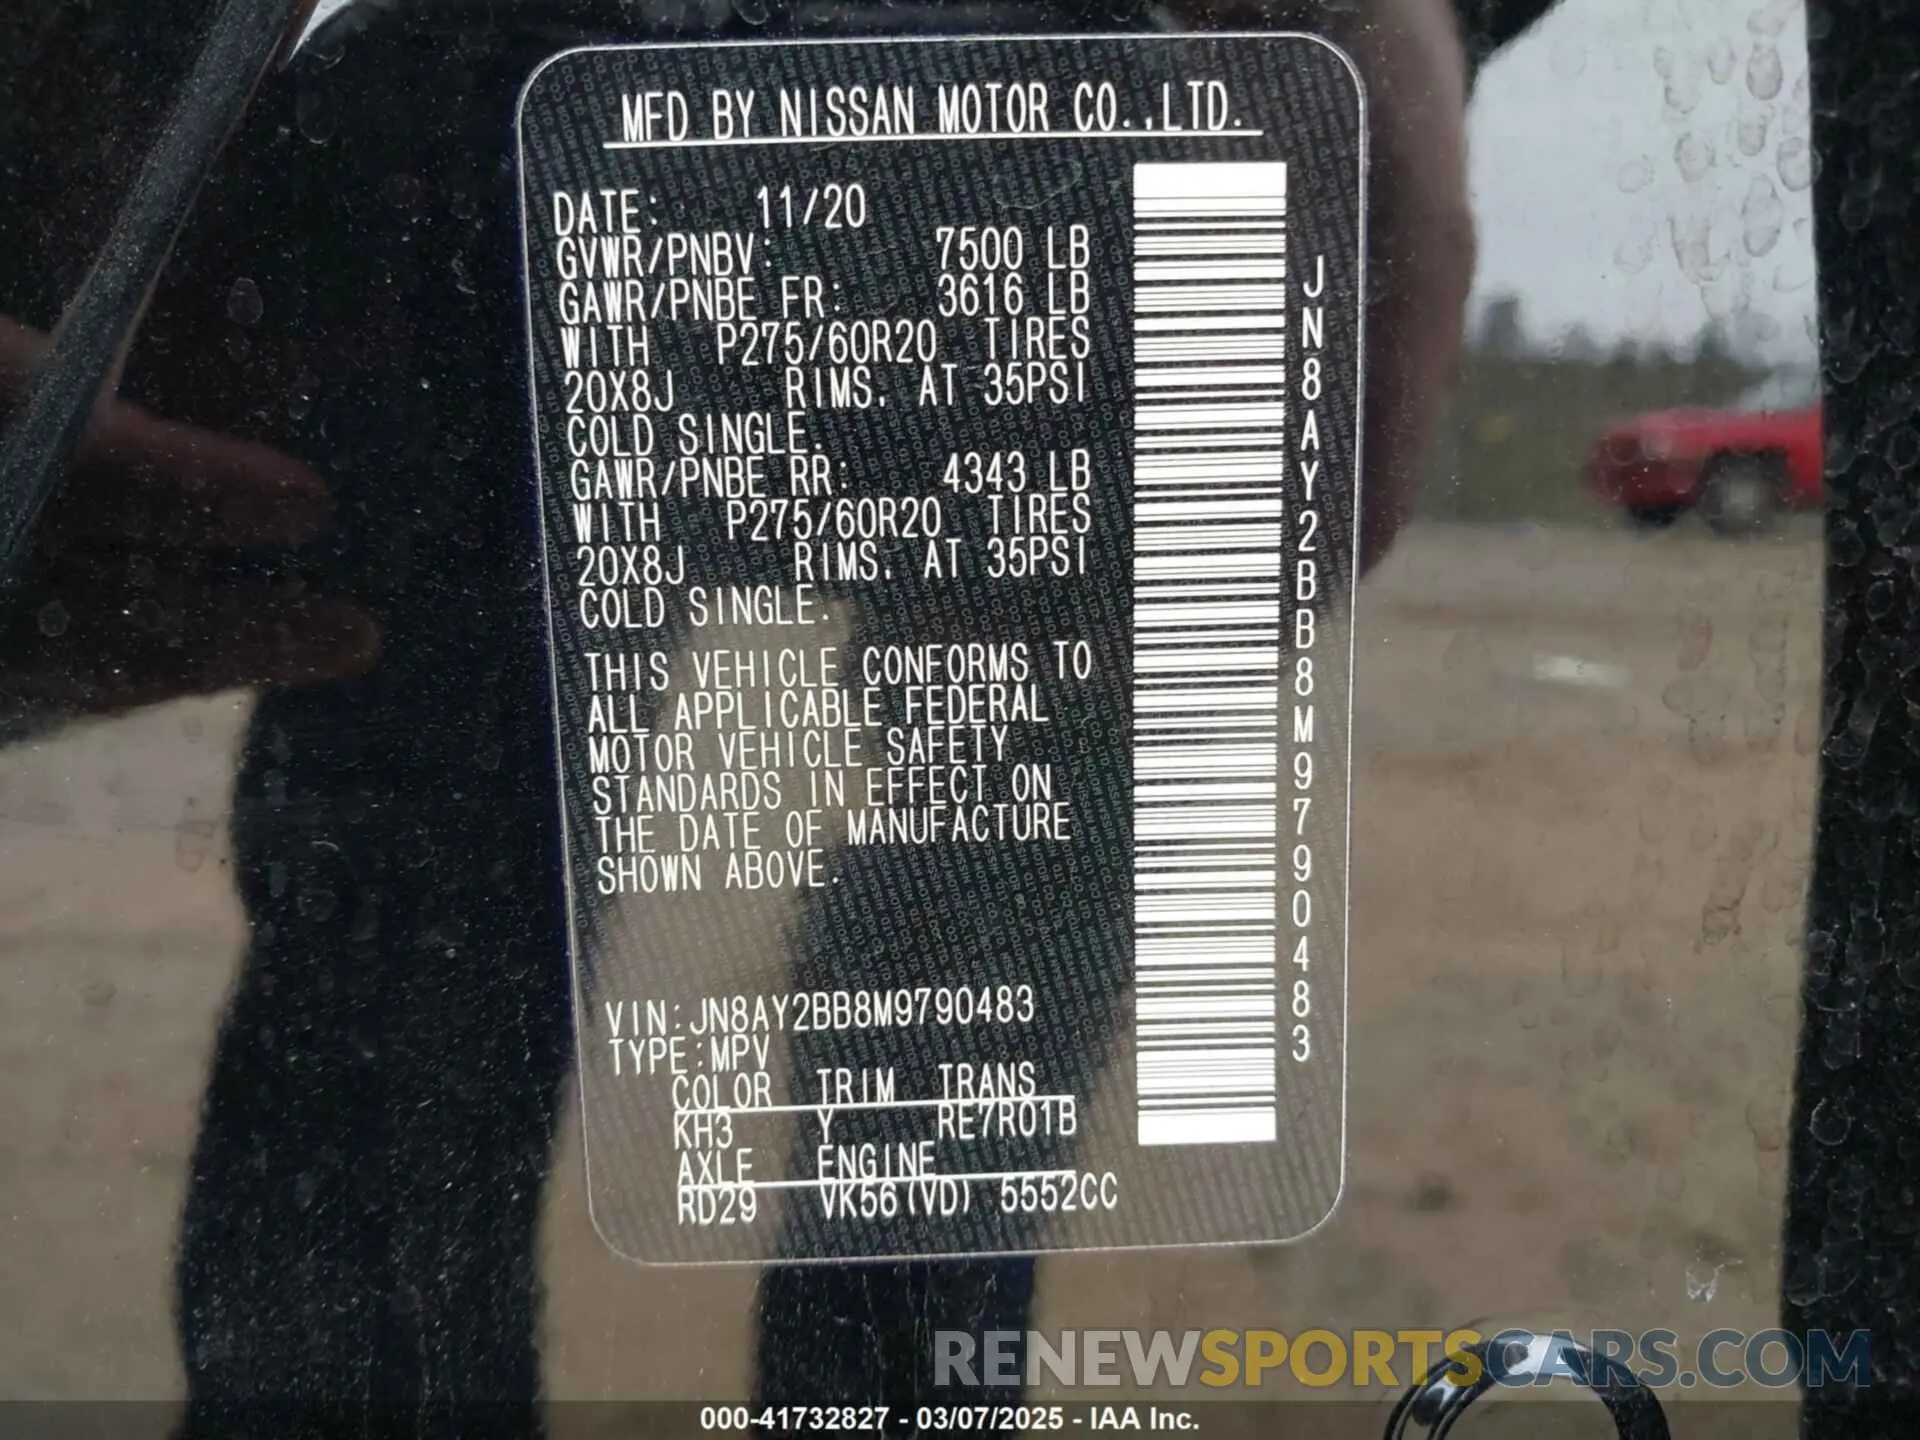 MFD BY NISSAN MOTOR CO.,LTD.
DATE: 11/20
GVWR/PNBV: 7500 LB
GAWR/PNBE FR: 3616 LB
WITH P275/60R20 TIRES
20X8J RIMS. AT 35PSI
COLD SINGLE.
GAWR/PNBE RR: 4343 LB
WITH P275/60R20 TIRES
20X8J RIMS. AT 35PSI
COLD SINGLE.
THIS VEHICLE CONFORMS TO
ALL APPLICABLE FEDERAL
MOTOR VEHICLE SAFETY
STANDARDS IN EFFECT ON
THE DATE OF MANUFACTURE
SHOWN ABOVE.
VIN:JN8AY2BB8M9790483
TYPE:MPV
COLOR TRIM TRANS
KH3 Y RE7R01B
AXLE ENGINE
RD29 VK56(VD) 5552CC
JN8AY2BB8M9790483
RENEWSPORTSCARS.COM
000-41732827 - 03/07/2025 - IAA Inc.